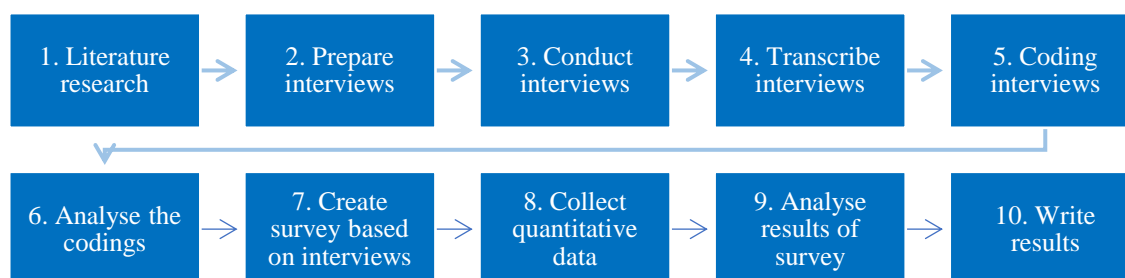 1. Literature
research
2. Prepare
interviews
3. Conduct
interviews
4. Transcribe
interviews
5. Coding
interviews
6. Analyse the
codings
7. Create
survey based
on interviews
8. Collect
quantitative
data
9. Analyse
results of
survey
10. Write
results